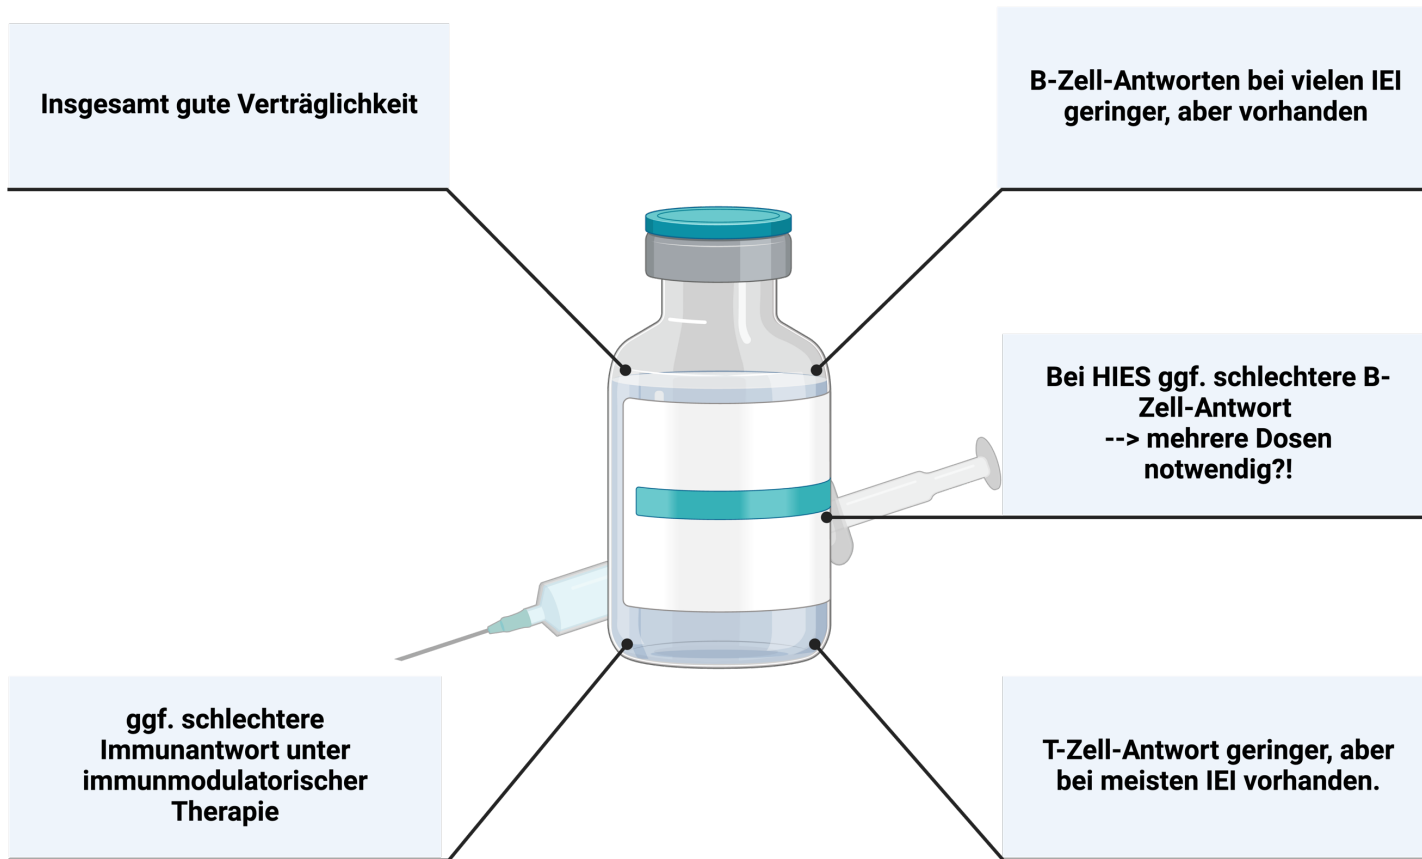 Insgesamt gute Verträglichkeit
B-Zell-Antworten bei vielen IEI
geringer, aber vorhanden
Bei HIES ggf. schlechtere B-
Zell-Antwort
--> mehrere Dosen
notwendig?!
ggf. schlechtere
Immunantwort unter
immunmodulatorischer
Therapie
T-Zell-Antwort geringer, aber
bei meisten IEI vorhanden.